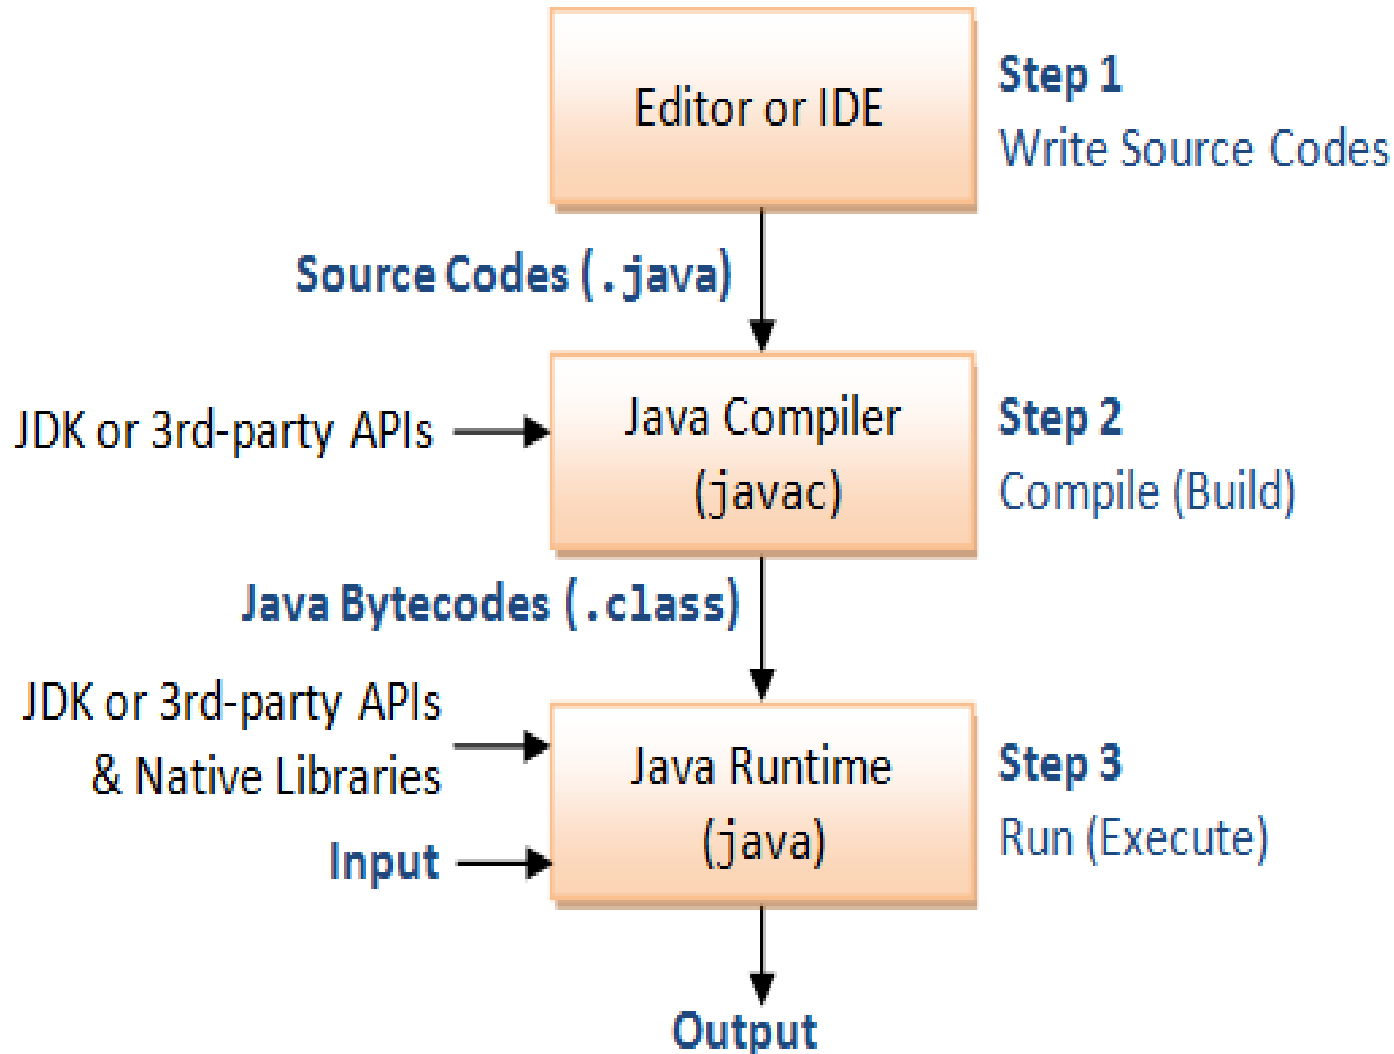 Editor or IDE
Step 1
Write Source Codes
Source Codes (.java)
JDK or 3rd-party APIs
Java Compiler
(javac)
Step 2
Compile (Build)
Java Bytecodes (.class)
JDK or 3rd-party APIs
& Native Libraries
Input
Java Runtime
(java)
Step 3
Run (Execute)
Output